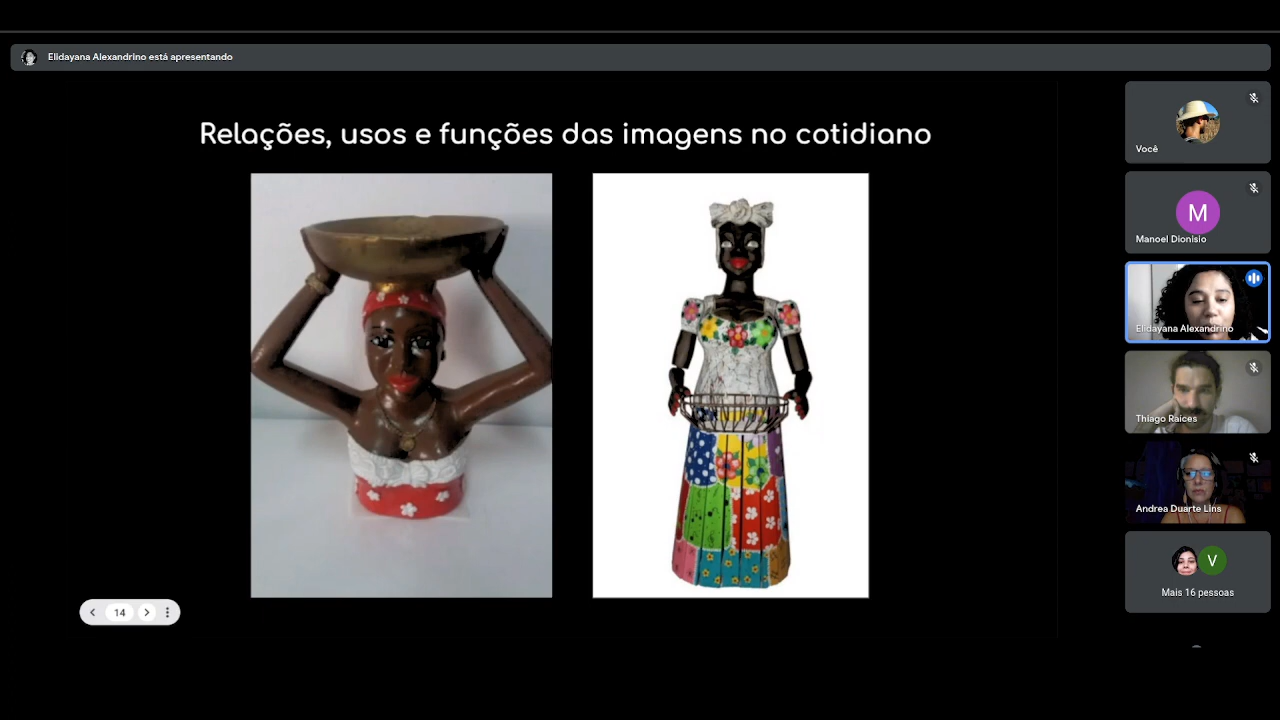 Elidayana Alexandrino está apresentando
Relações, usos e funções das imagens no cotidiano
14
Você
M
Manoel Dionisio
Elidayana Alexandrino
Thiago Raíces
Andrea Duarte Lins
V
Mais 16 pessoas